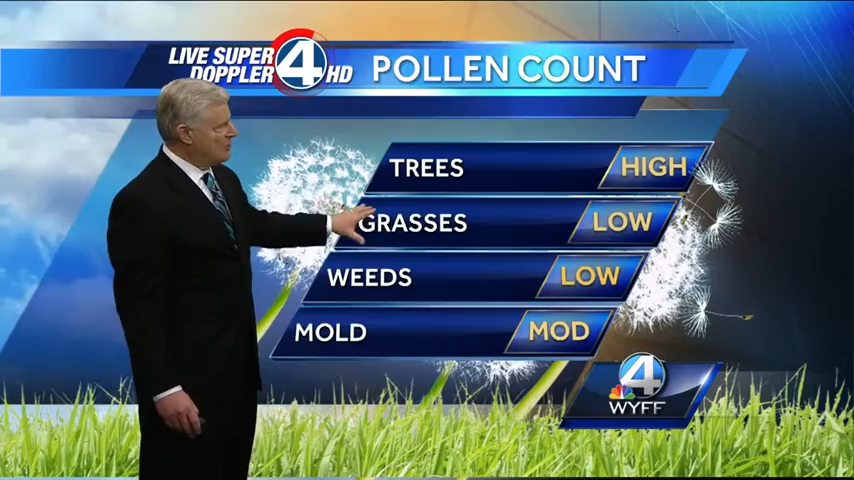 LIVE SUPER
DOPPLER 4 HD
POLLEN COUNT
TREES HIGH
GRASSES LOW
WEEDS LOW
MOLD MOD
4
WYFF